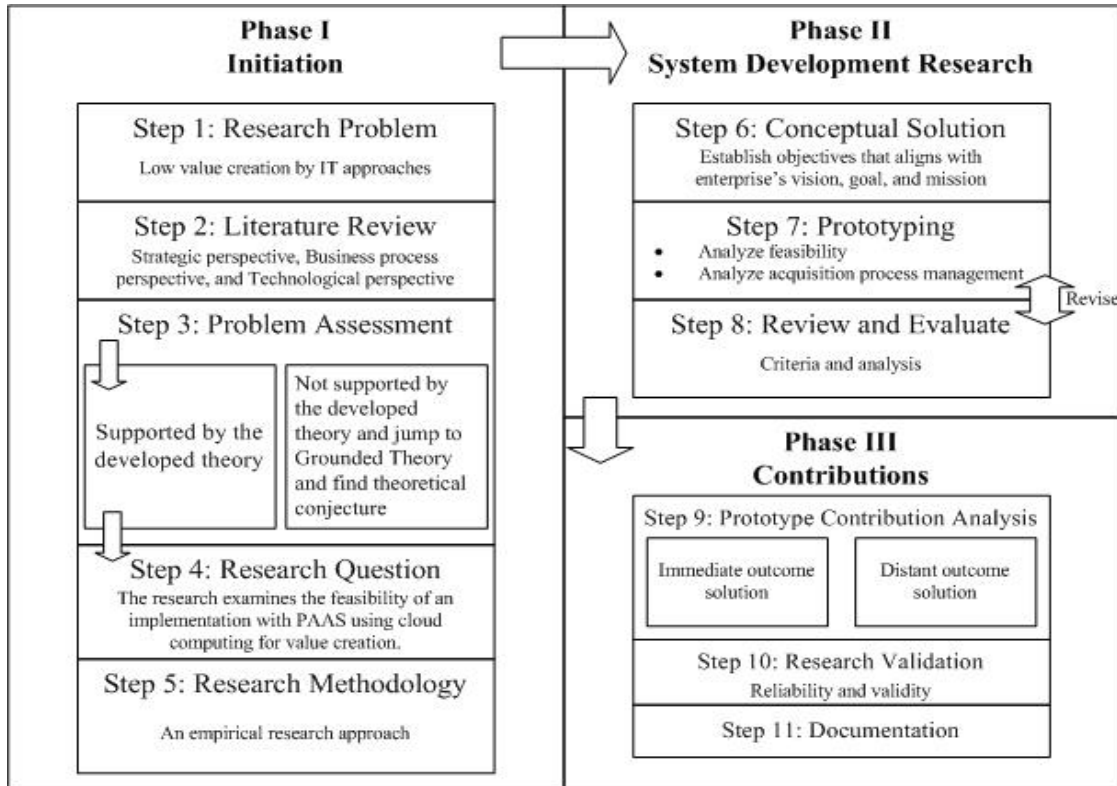 Phase I
Initiation
Step 1: Research Problem
Low value creation by IT approaches
Step 2: Literature Review
Strategic perspective, Business process
perspective, and Technological perspective
Step 3: Problem Assessment
Supported by the
developed theory
Not supported by
the developed
theory and jump to
Grounded Theory
and find theoretical
conjecture
Step 4: Research Question
The research examines the feasibility of an
implementation with PAAS using cloud
computing for value creation.
Step 5: Research Methodology
An empirical research approach
Phase II
System Development Research
Step 6: Conceptual Solution
Establish objectives that aligns with
enterprise's vision, goal, and mission
Step 7: Prototyping
• Analyze feasibility
• Analyze acquisition process management
Revise
Step 8: Review and Evaluate
Criteria and analysis
Phase III
Contributions
Step 9: Prototype Contribution Analysis
Immediate outcome
solution
Distant outcome
solution
Step 10: Research Validation
Reliability and validity
Step 11: Documentation